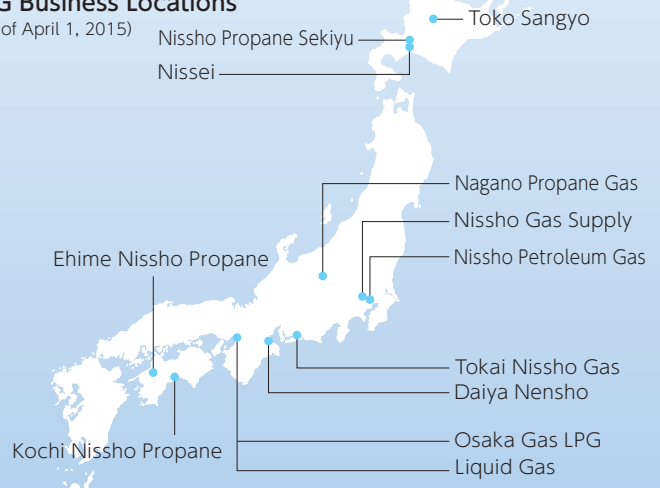 G Business Locations
of April 1, 2015)
Toko Sangyo
Nissho Propane Sekiyu
Nissei
Nagano Propane Gas
Nissho Gas Supply
Ehime Nissho Propane
Nissho Petroleum Gas
Tokai Nissho Gas
Daiya Nensho
Kochi Nissho Propane
Osaka Gas LPG
Liquid Gas